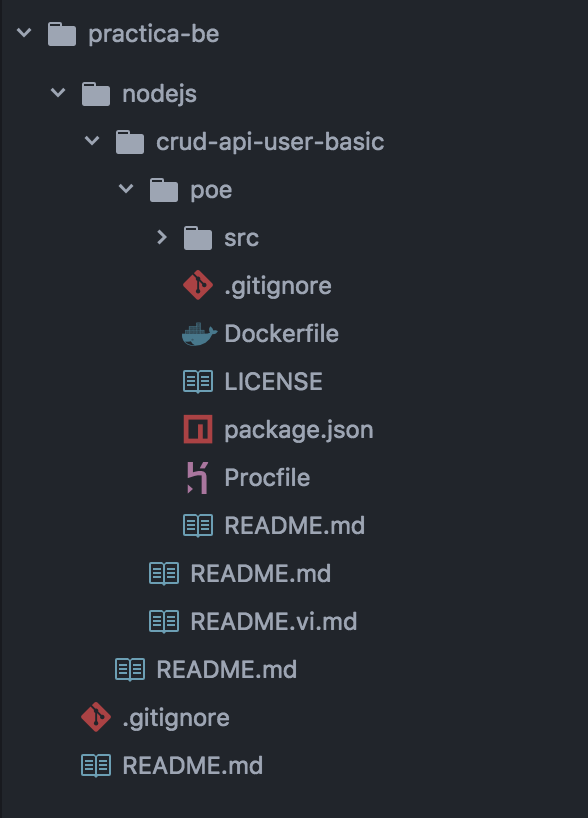 practica-be
nodejs
crud-api-user-basic
poe
src
.gitignore
Dockerfile
LICENSE
package.json
Procfile
README.md
README.md
README.vi.md
README.md
.gitignore
README.md